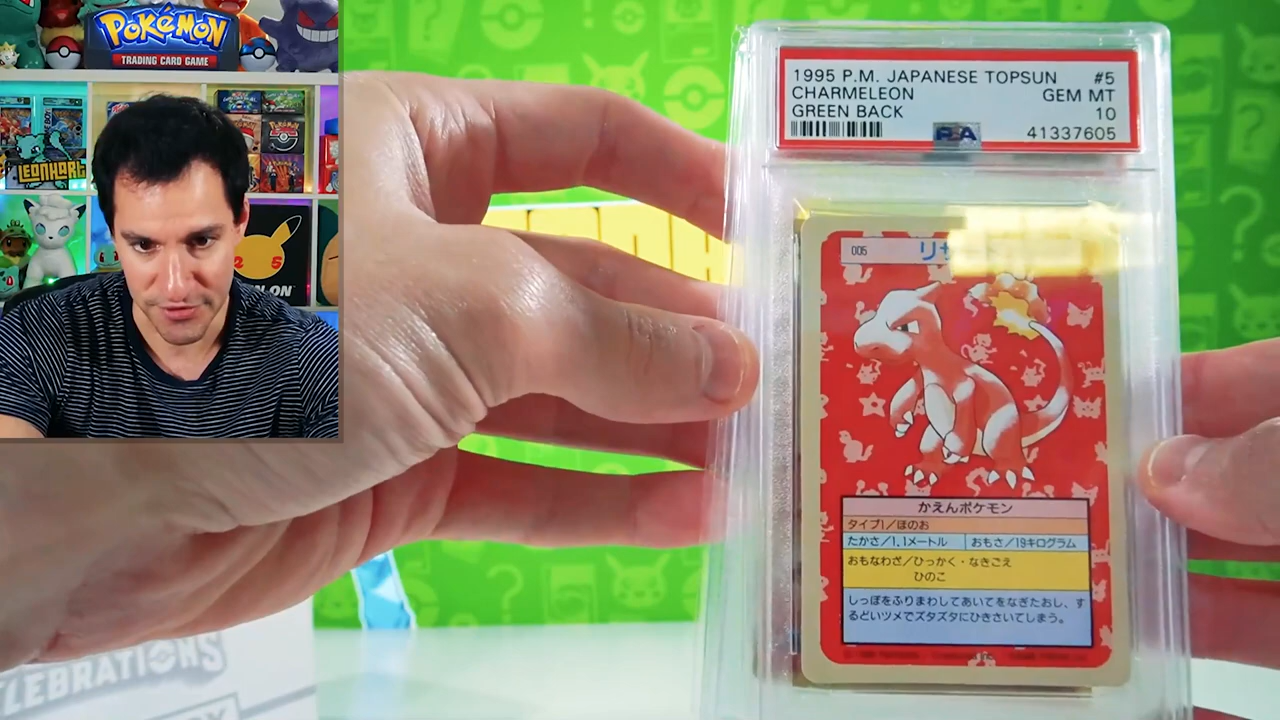 Pokémon
TRADING CARD GAME
LEONHART
25
1995 P.M. JAPANESE TOPSUN #5
CHARMELEON GEM MT
GREEN BACK 10
PSA 41337605
005 リザ
かえんポケモン
タイプ1/ほのお
たかさ/1.1メートル おもさ/19キログラム
おもなわざ/ひっかく・なきごえ
ひのこ
しっぽをふりまわしてあいてをなぎたおし、す
るどいツメでズタズタにひきさいてしまう。